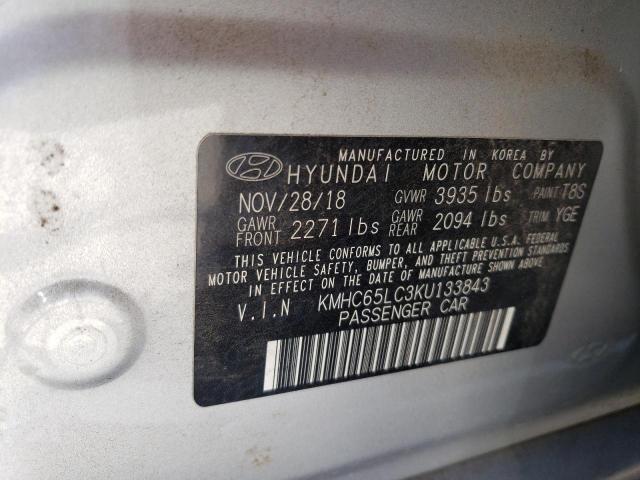 MANUFACTURED IN KOREA BY
HYUNDAI MOTOR COMPANY
NOV/28/18 GVWR 3935 lbs PAINT T8S
GAWR FRONT 2271 lbs GAWR REAR 2094 lbs TRIM YGE
THIS VEHICLE CONFORMS TO ALL APPLICABLE U.S.A. FEDERAL
MOTOR VEHICLE SAFETY, BUMPER, AND THEFT PREVENTION STANDARDS
IN EFFECT ON THE DATE OF MANUFACTURE SHOWN ABOVE.
V.I.N KMHC65LC3KU133843
PASSENGER CAR